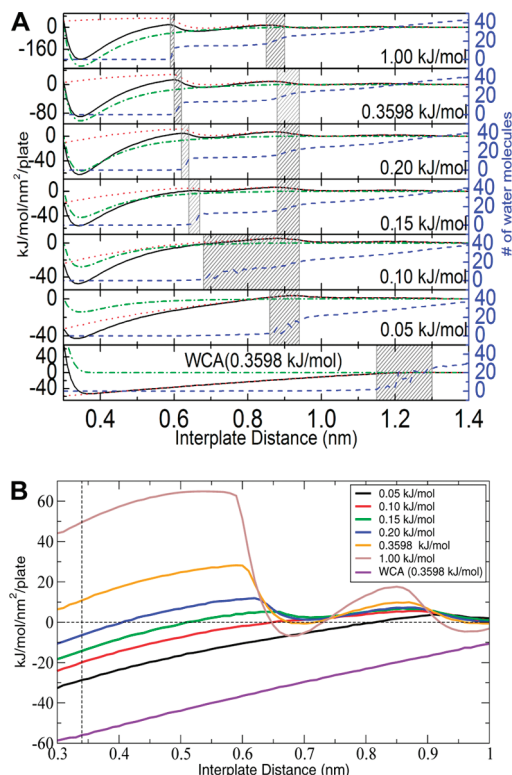 A
0
-160
40
30
20
10
0
1.00 kJ/mol
0
-80
40
20
0
0.3598 kJ/mol
0
-40
40
20
0
0.20 kJ/mol
0
-40
40
20
0
0.15 kJ/mol
0
-40
40
20
0
0.10 kJ/mol
0
-40
40
20
0
0.05 kJ/mol
0
-40
40
20
0
WCA(0.3598 kJ/mol)
kJ/mol/nm²/plate
# of water molecules
0.4 0.6 0.8 1.0 1.2 1.4
Interplate Distance (nm)
B
60
40
20
0
-20
-40
-60
kJ/mol/nm²/plate
0.05 kJ/mol
0.10 kJ/mol
0.15 kJ/mol
0.20 kJ/mol
0.3598 kJ/mol
1.00 kJ/mol
WCA (0.3598 kJ/mol)
0.3 0.4 0.5 0.6 0.7 0.8 0.9 1
Interplate Distance (nm)